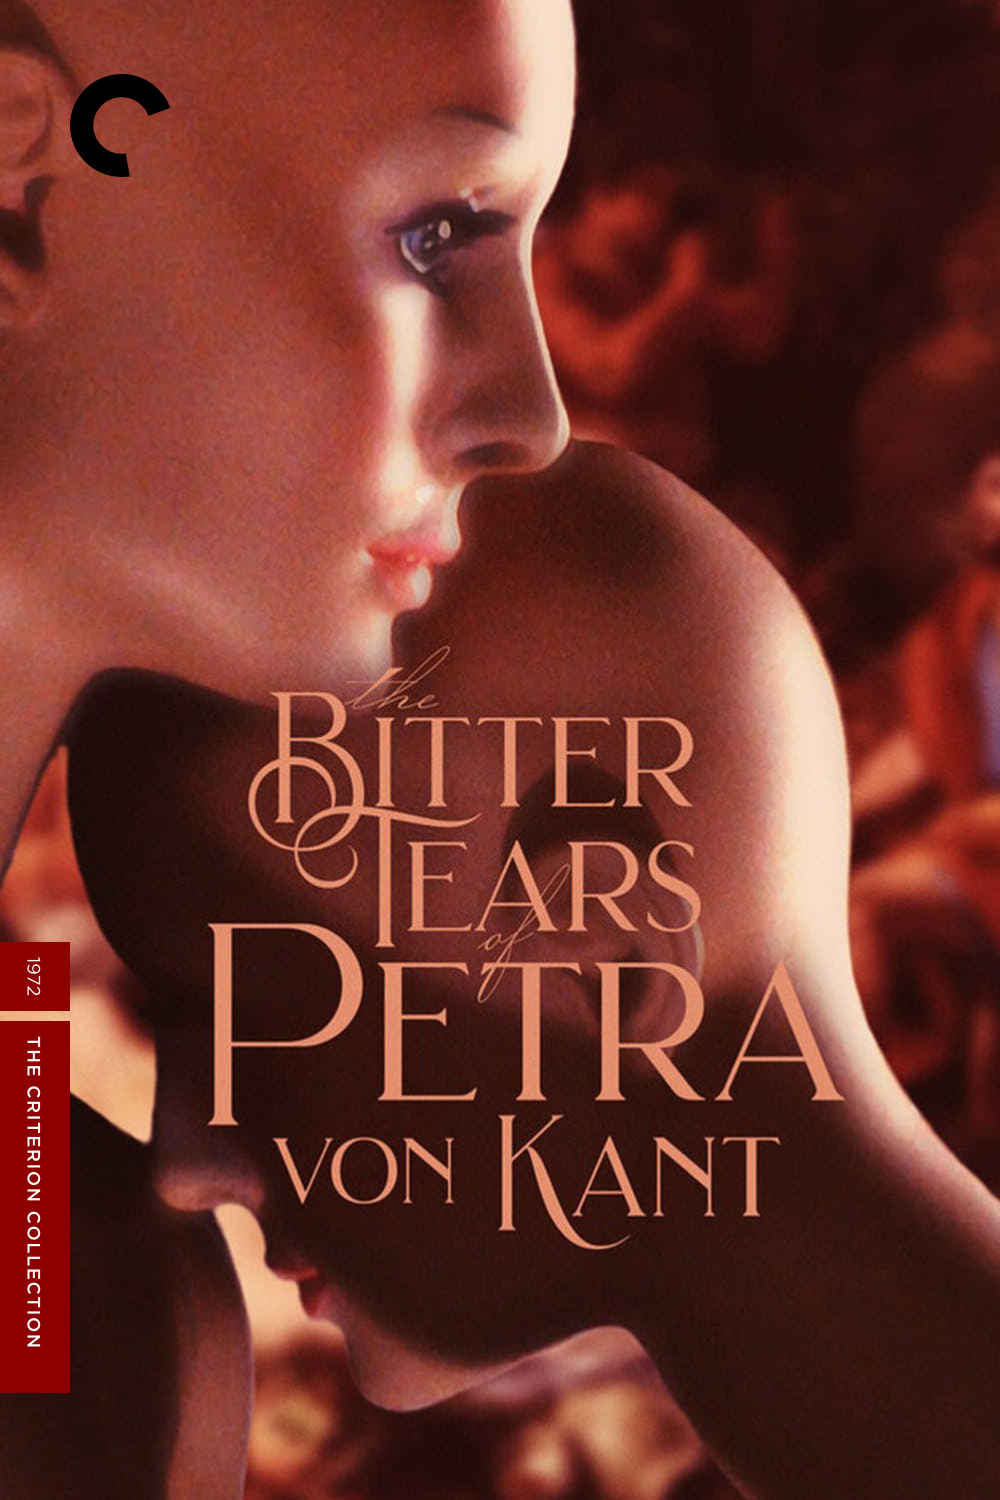 the
BITTER
TEARS
of
PETRA
VON KANT
1972
THE CRITERION COLLECTION